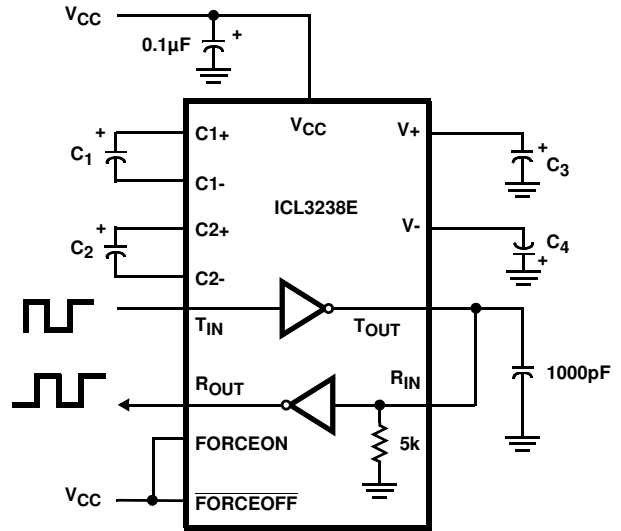 VCC
0.1µF +
VCC
+ C1+
C1
C1-
V+
+
C3
ICL3238E
+ C2+
C2
C2-
V-
C4
+
TIN
TOUT
ROUT
RIN
1000pF
5k
FORCEON
VCC
FORCEOFF